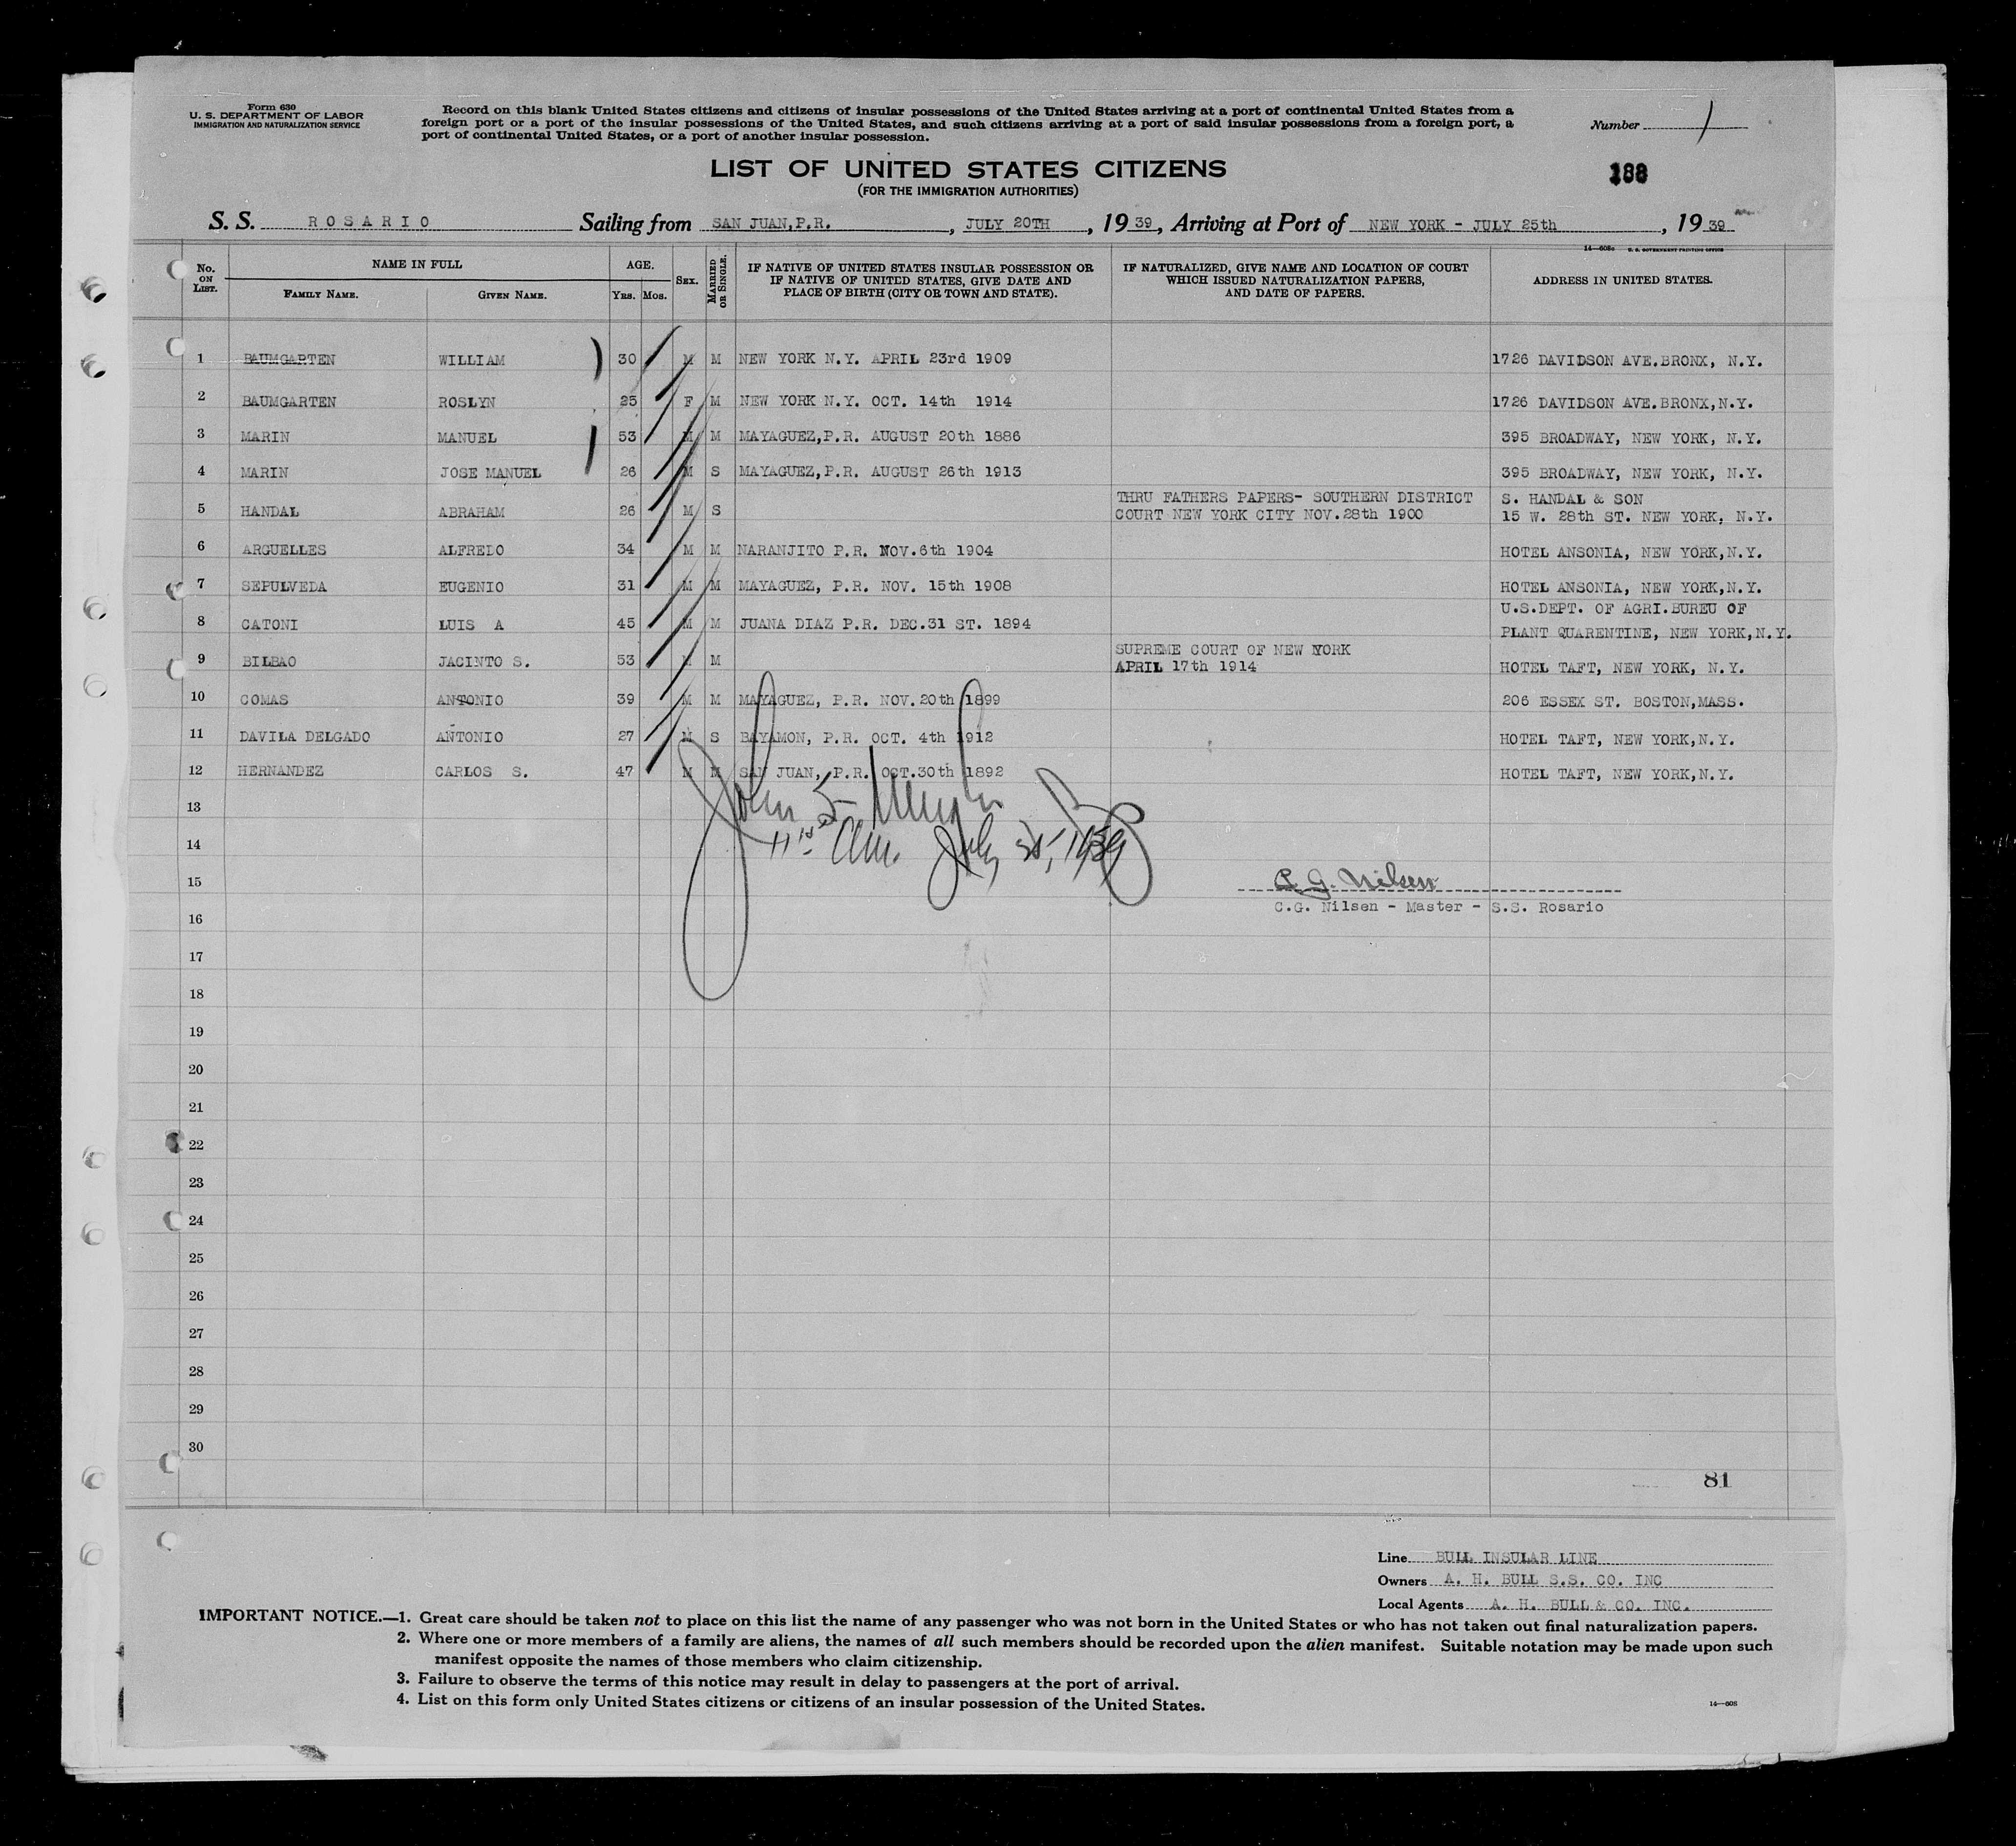 Form 630
U. S. DEPARTMENT OF LABOR
IMMIGRATION AND NATURALIZATION SERVICE
Record on this blank United States citizens and citizens of insular possessions of the United States arriving at a port of continental United States from a
foreign port or a port of the insular possessions of the United States, and such citizens arriving at a port of said insular possessions from a foreign port, a
port of continental United States, or a port of another insular possession.
Number 1
LIST OF UNITED STATES CITIZENS
(FOR THE IMMIGRATION AUTHORITIES)
188
S. S. ROSARIO Sailing from SAN JUAN,P.R. , JULY 20TH , 19 39 , Arriving at Port of NEW YORK - JULY 25th , 19 39
14—608a U. S. GOVERNMENT PRINTING OFFICE
No. ON LIST. NAME IN FULL AGE. SEX. MARRIED OR SINGLE. IF NATIVE OF UNITED STATES INSULAR POSSESSION OR IF NATIVE OF UNITED STATES, GIVE DATE AND PLACE OF BIRTH (CITY OR TOWN AND STATE). IF NATURALIZED, GIVE NAME AND LOCATION OF COURT WHICH ISSUED NATURALIZATION PAPERS, AND DATE OF PAPERS. ADDRESS IN UNITED STATES.
FAMILY NAME. GIVEN NAME. YRS. MOS.
1 BAUMGARTEN WILLIAM ) 30 M M NEW YORK N.Y. APRIL 23rd 1909 1726 DAVIDSON AVE.BRONX, N.Y.
2 BAUMGARTEN ROSLYN 25 F M NEW YORK N.Y. OCT. 14th 1914 1726 DAVIDSON AVE.BRONX,N.Y.
3 MARIN MANUEL 53 M M MAYAGUEZ,P.R. AUGUST 20th 1886 395 BROADWAY, NEW YORK, N.Y.
4 MARIN JOSE MANUEL 26 M S MAYAGUEZ,P.R. AUGUST 26th 1913 395 BROADWAY, NEW YORK, N.Y.
THRU FATHERS PAPERS- SOUTHERN DISTRICT S. HANDAL & SON
5 HANDAL ABRAHAM 26 M S COURT NEW YORK CITY NOV.28th 1900 15 W. 28th ST. NEW YORK, N.Y.
6 ARGUELLES ALFREDO 34 M M NARANJITO P.R. NOV.6th 1904 HOTEL ANSONIA, NEW YORK,N.Y.
7 SEPULVEDA EUGENIO 31 M M MAYAGUEZ, P.R. NOV. 15th 1908 HOTEL ANSONIA, NEW YORK,N.Y.
U.S.DEPT. OF AGRI.BUREU OF
8 CATONI LUIS A 45 M M JUANA DIAZ P.R. DEC.31 ST. 1894 PLANT QUARENTINE, NEW YORK,N.Y.
SUPREME COURT OF NEW YORK
9 BILBAO JACINTO S. 53 M M APRIL 17th 1914 HOTEL TAFT, NEW YORK, N.Y.
10 COMAS ANTONIO 39 M M MAYAGUEZ, P.R. NOV.20th 1899 206 ESSEX ST. BOSTON,MASS.
11 DAVILA DELGADO ANTONIO 27 M S BAYAMON, P.R. OCT. 4th 1912 HOTEL TAFT, NEW YORK,N.Y.
12 HERNANDEZ CARLOS S. 47 M M SAN JUAN, P.R. OCT.30th 1892 HOTEL TAFT, NEW YORK,N.Y.
13
John
14
July 25, 1939
15
C. G. Nilsen
16 C.G. Nilsen - Master - S.S. Rosario
17
18
19
20
21
22
23
24
25
26
27
28
29
30
81
Line BULL INSULAR LINE
Owners A. H. BULL S.S. CO. INC
Local Agents A. H. BULL & CO. INC.
IMPORTANT NOTICE.—1. Great care should be taken not to place on this list the name of any passenger who was not born in the United States or who has not taken out final naturalization papers.
2. Where one or more members of a family are aliens, the names of all such members should be recorded upon the alien manifest. Suitable notation may be made upon such
manifest opposite the names of those members who claim citizenship.
3. Failure to observe the terms of this notice may result in delay to passengers at the port of arrival.
4. List on this form only United States citizens or citizens of an insular possession of the United States.
14—608